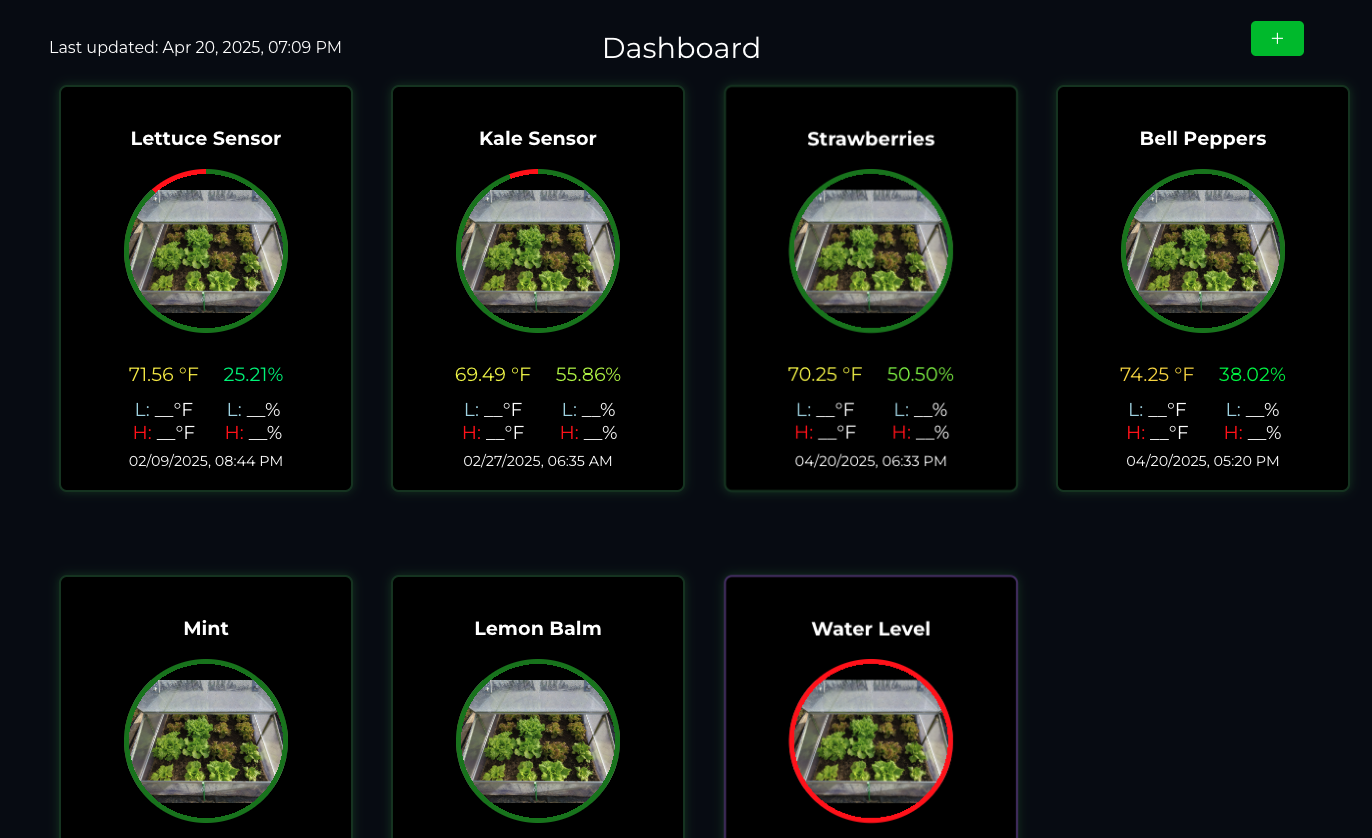 Last updated: Apr 20, 2025, 07:09 PM
Dashboard
+
Lettuce Sensor
71.56 °F 25.21%
L: __°F L: __%
H: __°F H: __%
02/09/2025, 08:44 PM
Kale Sensor
69.49 °F 55.86%
L: __°F L: __%
H: __°F H: __%
02/27/2025, 06:35 AM
Strawberries
70.25 °F 50.50%
L: __°F L: __%
H: __°F H: __%
04/20/2025, 06:33 PM
Bell Peppers
74.25 °F 38.02%
L: __°F L: __%
H: __°F H: __%
04/20/2025, 05:20 PM
Mint
Lemon Balm
Water Level